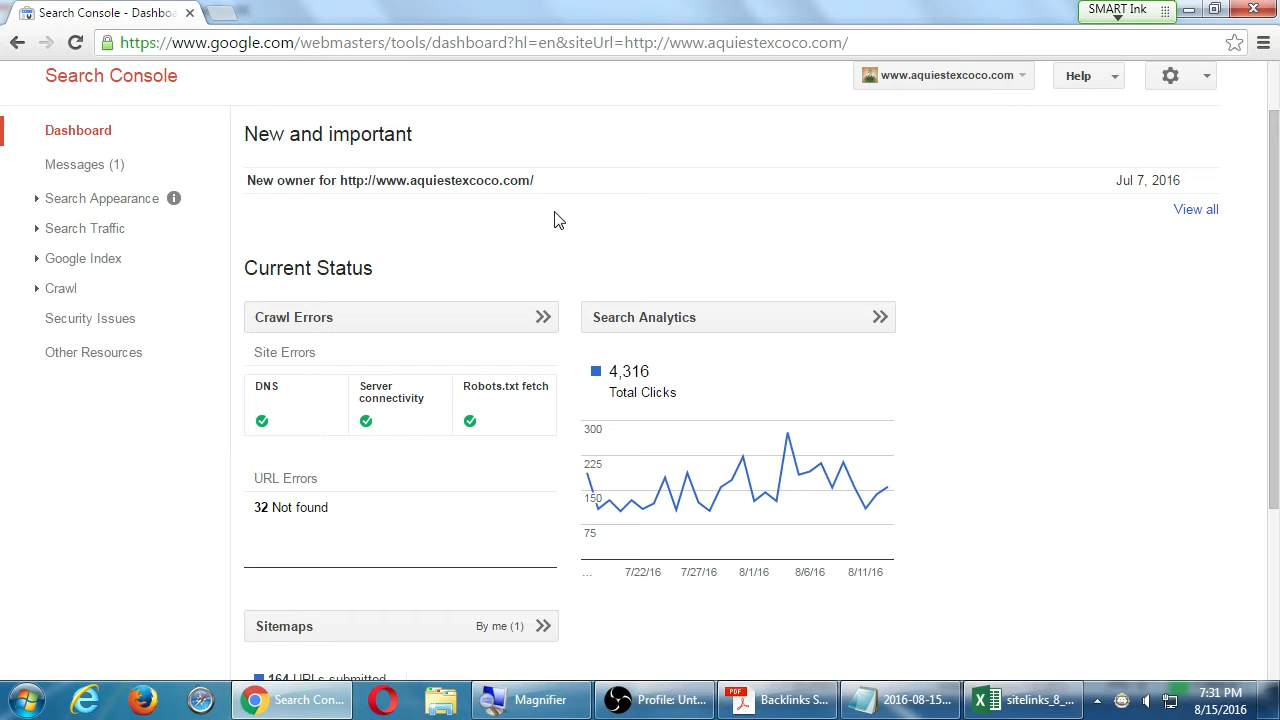 Search Console - Dashboa
SMART Ink
https://www.google.com/webmasters/tools/dashboard?hl=en&siteUrl=http://www.aquiestexcoco.com/
Search Console
www.aquiestexcoco.com
Help
Dashboard
Messages (1)
Search Appearance
Search Traffic
Google Index
Crawl
Security Issues
Other Resources
New and important
New owner for http://www.aquiestexcoco.com/
Jul 7, 2016
View all
Current Status
Crawl Errors
Site Errors
DNS
Server connectivity
Robots.txt fetch
URL Errors
32 Not found
Search Analytics
4,316
Total Clicks
300
225
150
75
... 7/22/16 7/27/16 8/1/16 8/6/16 8/11/16
Sitemaps
By me (1)
164 URLs submitted
Search Con...
Magnifier
Profile: Unt...
PDF
Backlinks S...
2016-08-15...
sitelinks_8_...
7:31 PM
8/15/2016